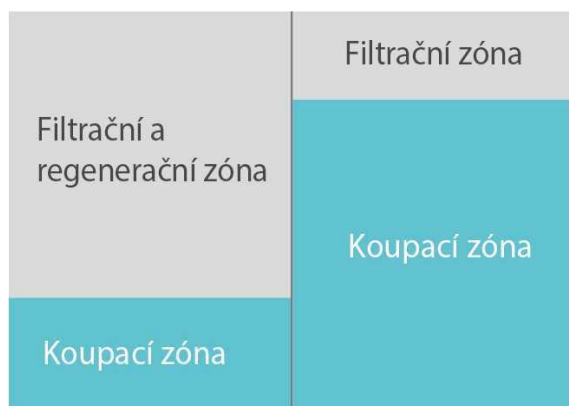 Filtrační a
regenerační zóna
Koupací zóna
Filtrační zóna
Koupací zóna